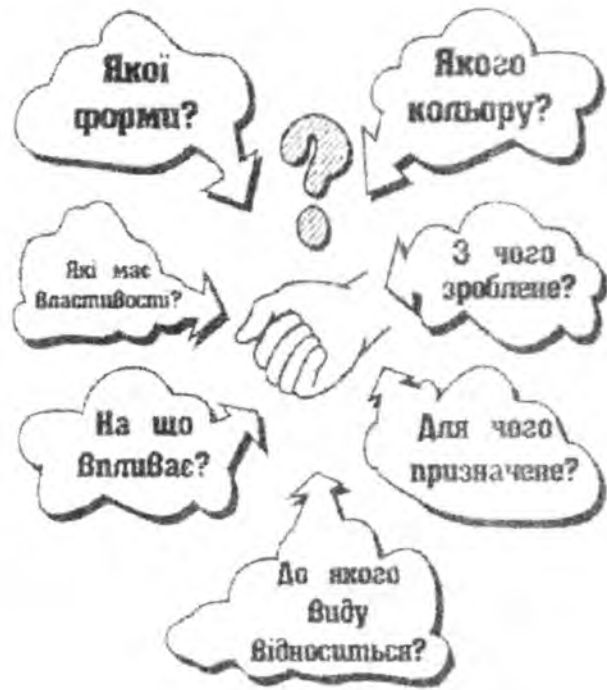 Якої
форми?
Якого
кольору?
?
Які має
властивості?
З чого
зроблене?
На що
впливає?
Для чого
призначене?
До якого
виду
відноситься?